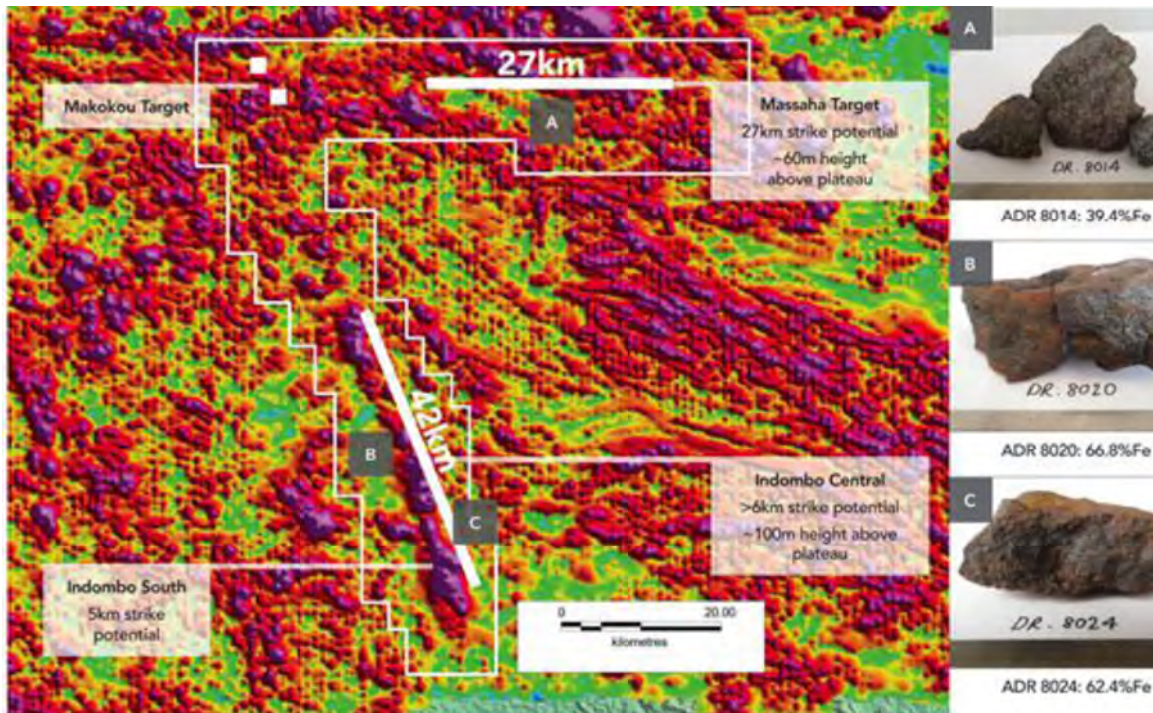 27km
Makokou Target
A
Massaha Target
27km strike potential
~60m height
above plateau
42km
B
C
Indombo Central
>6km strike potential
~100m height above
plateau
Indombo South
5km strike
potential
0 20.00
kilometres
A
DR. 8014
ADR 8014: 39.4%Fe
B
DR. 8020
ADR 8020: 66.8%Fe
C
DR. 8024
ADR 8024: 62.4%Fe